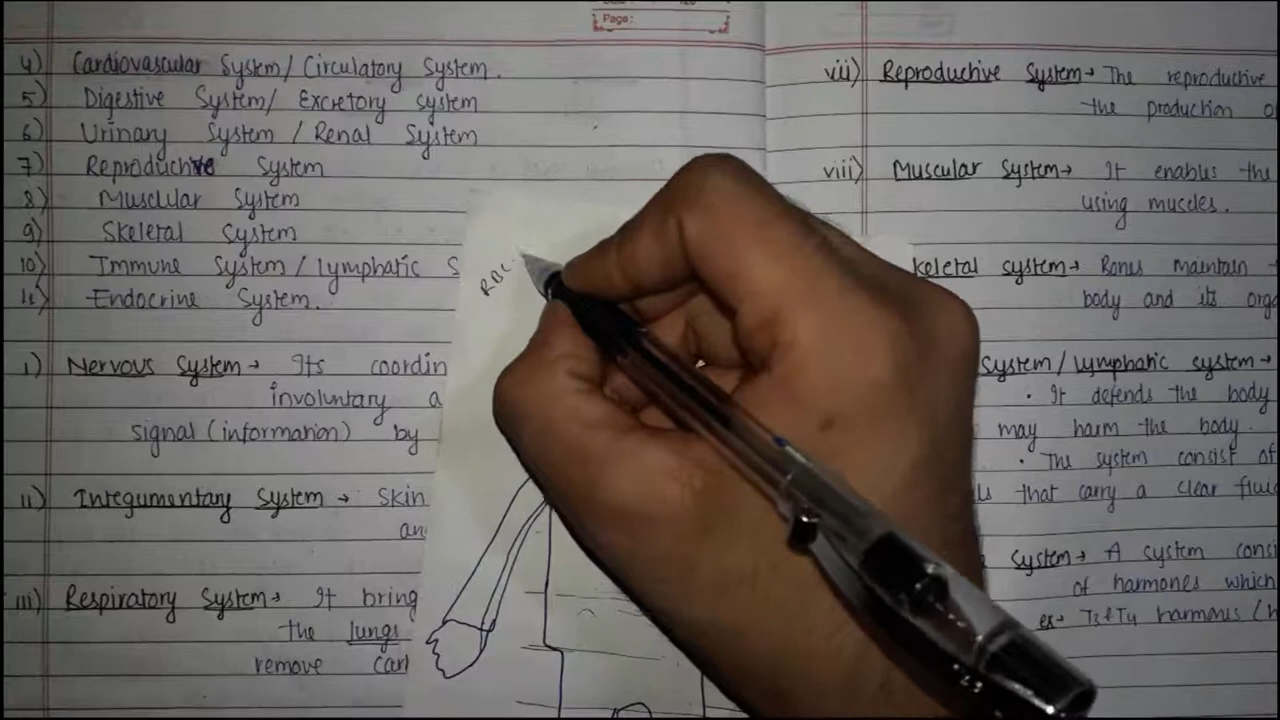 Page:
4) Cardiovascular System/ Circulatory System.
5) Digestive System/ Excretory system
6) Urinary System / Renal System
7) Reproductive System
8) Musclular System
9) Skeletal System
10) Immune System / lymphatic S
11) Endocrine System.
i) Nervous System → Its coordin
involuntary a
signal (information) by
ii) Integumentary System → Skin
an
iii) Respiratory System → It bring
the lungs
remove car
RBC
vii) Reproductive System → The reproductive
the production o
viii) Muscular System → It enables the
using muscles.
keletal system → Bones maintain
body and its orga
System / lymphatic system →
• It defends the body
may harm the body.
• The system consist of
that carry a clear fluid
System → A system consi
of harmones which
ex → T3 & T4 harmones (h